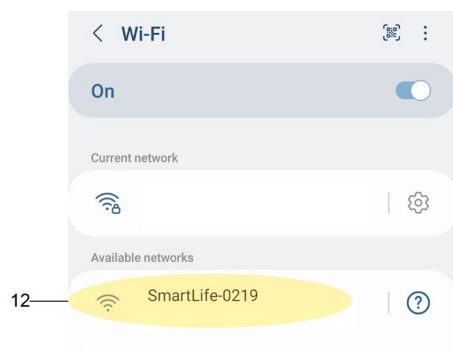 Wi-Fi
On
Current network
Available networks
12
SmartLife-0219
?